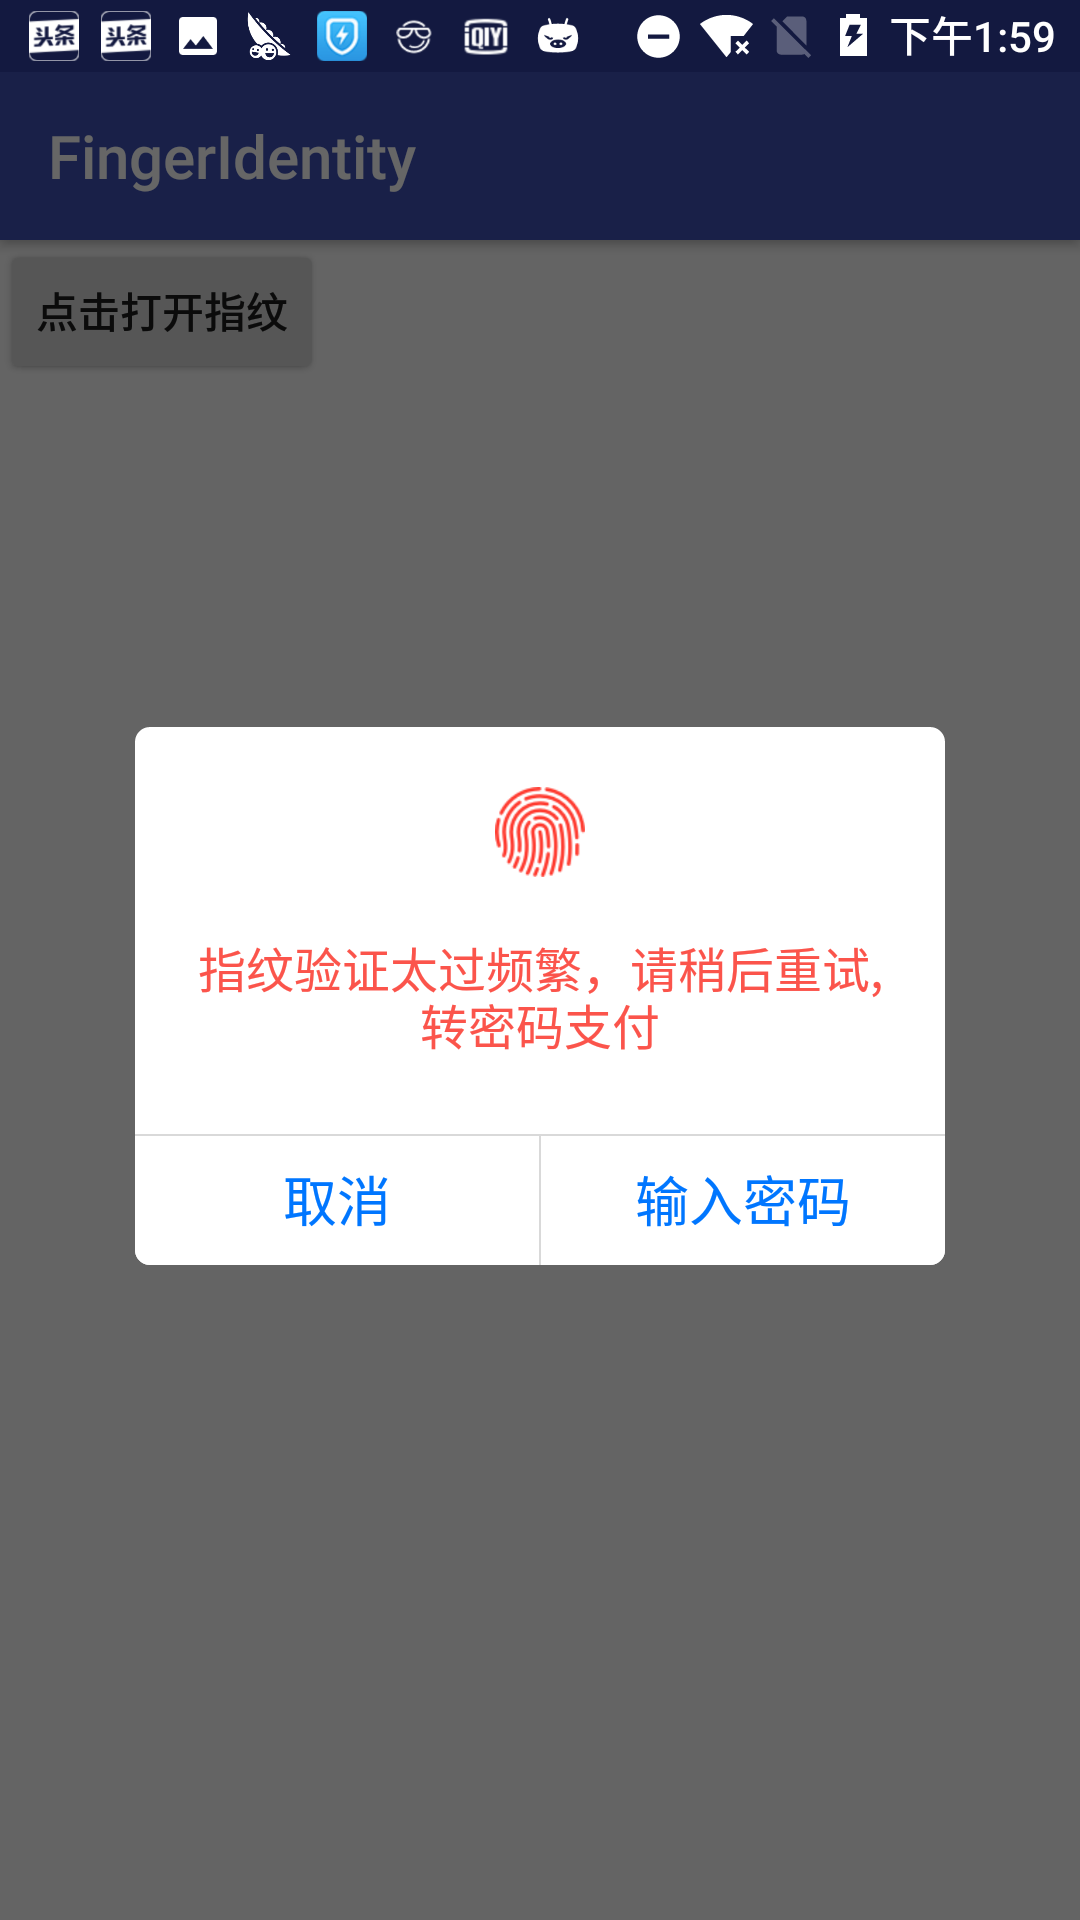 头条 头条 iQIYI 下午1:59
FingerIdentity
点击打开指纹
指纹验证太过频繁，请稍后重试,
转密码支付
取消 输入密码